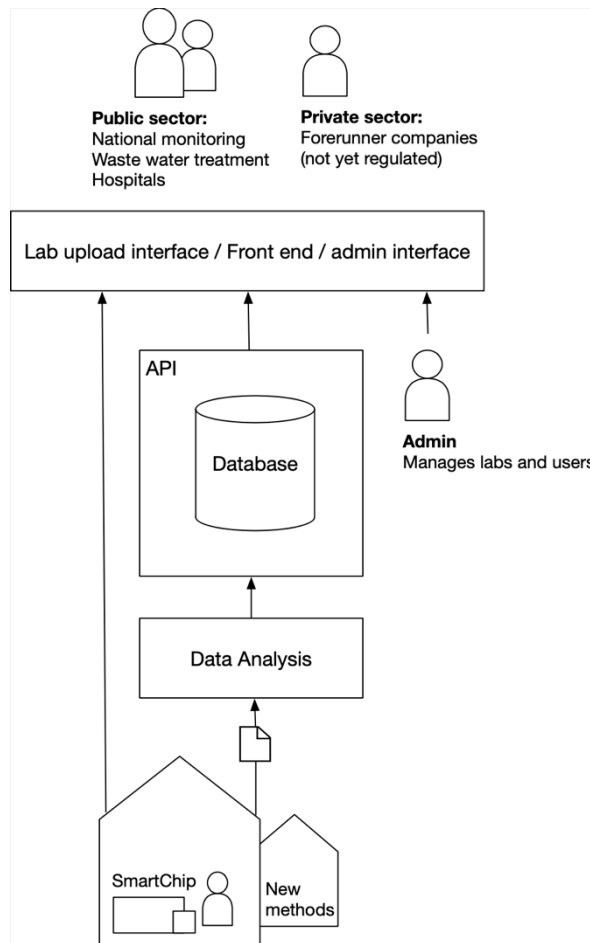 Public sector:
National monitoring
Waste water treatment
Hospitals
Private sector:
Forerunner companies
(not yet regulated)
Lab upload interface / Front end / admin interface
API
Database
Admin
Manages labs and users
Data Analysis
SmartChip
New
methods